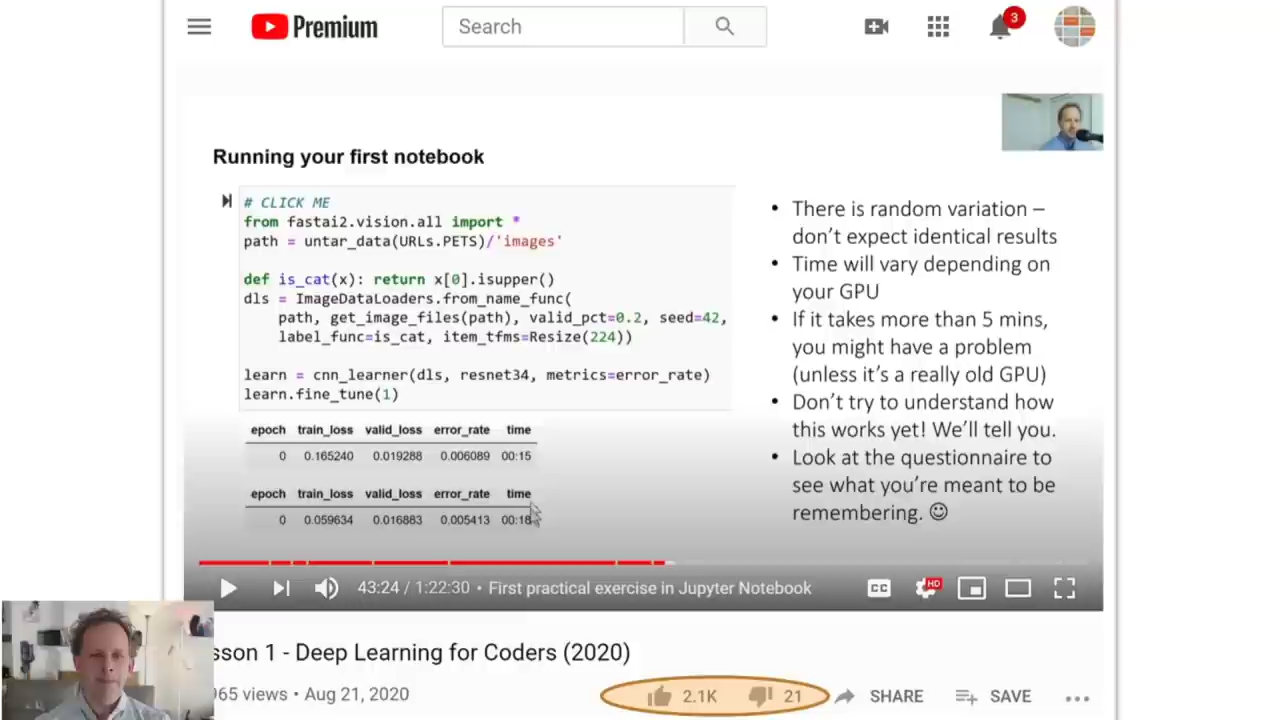 Premium
Search
3
Running your first notebook
# CLICK ME
from fastai2.vision.all import *
path = untar_data(URLs.PETS)/'images'
def is_cat(x): return x[0].isupper()
dls = ImageDataLoaders.from_name_func(
path, get_image_files(path), valid_pct=0.2, seed=42,
label_func=is_cat, item_tfms=Resize(224))
learn = cnn_learner(dls, resnet34, metrics=error_rate)
learn.fine_tune(1)
epoch train_loss valid_loss error_rate time
0 0.165240 0.019288 0.006089 00:15
epoch train_loss valid_loss error_rate time
0 0.059634 0.016883 0.005413 00:18
• There is random variation –
don't expect identical results
• Time will vary depending on
your GPU
• If it takes more than 5 mins,
you might have a problem
(unless it's a really old GPU)
• Don't try to understand how
this works yet! We'll tell you.
• Look at the questionnaire to
see what you're meant to be
remembering. ☺
43:24 / 1:22:30 • First practical exercise in Jupyter Notebook
CC HD
sson 1 - Deep Learning for Coders (2020)
965 views • Aug 21, 2020 2.1K 21 SHARE SAVE